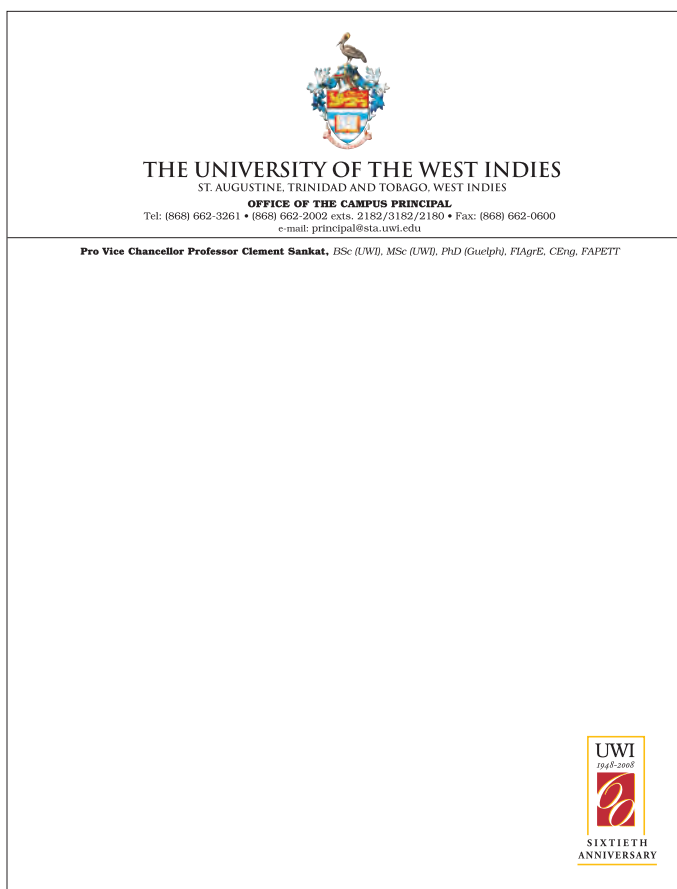 THE UNIVERSITY OF THE WEST INDIES
ST. AUGUSTINE, TRINIDAD AND TOBAGO, WEST INDIES
OFFICE OF THE CAMPUS PRINCIPAL
Tel: (868) 662-3261 • (868) 662-2002 exts. 2182/3182/2180 • Fax: (868) 662-0600
e-mail: principal@sta.uwi.edu
Pro Vice Chancellor Professor Clement Sankat, BSc (UWI), MSc (UWI), PhD (Guelph), FIAgrE, CEng, FAPETT
UWI
1948-2008
60
SIXTIETH
ANNIVERSARY